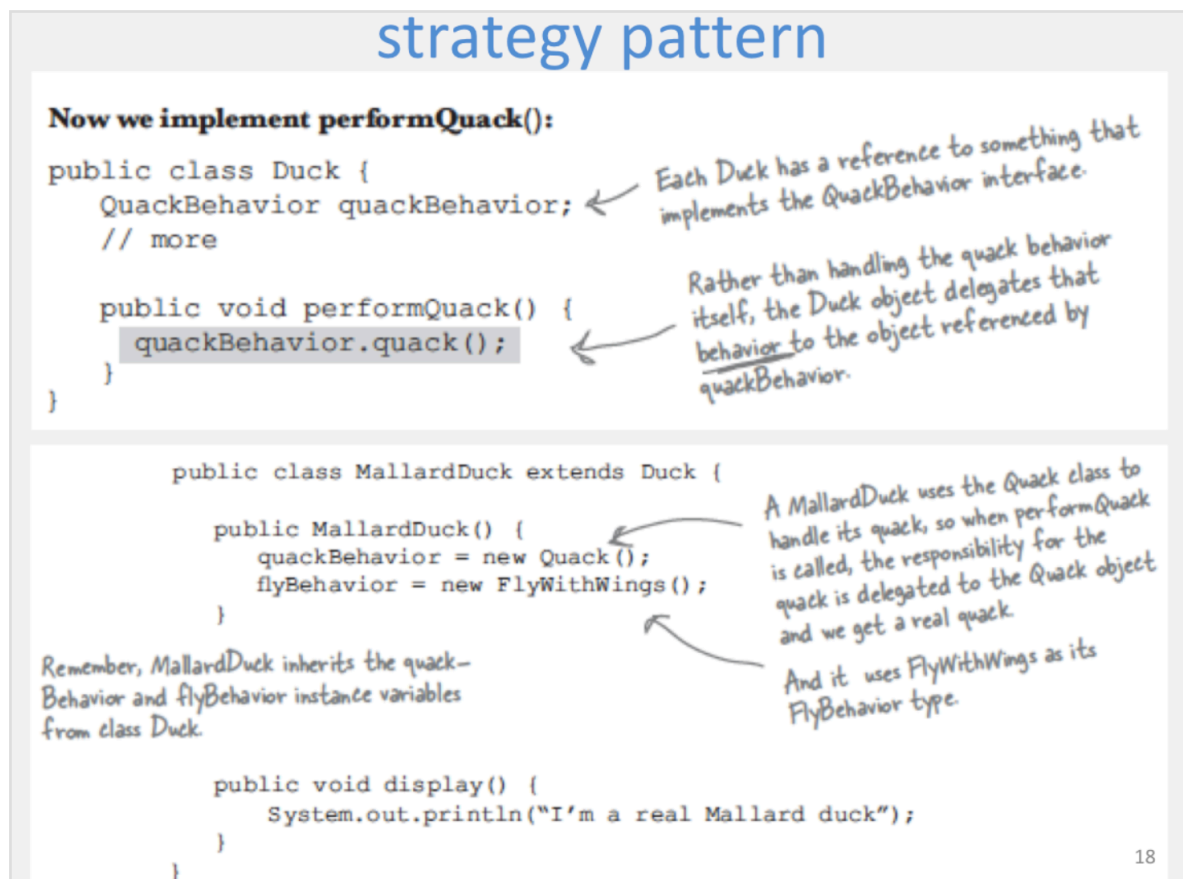 strategy pattern
Now we implement performQuack():
public class Duck {
QuackBehavior quackBehavior;
// more
public void performQuack() {
quackBehavior.quack();
}
}
Each Duck has a reference to something that
implements the QuackBehavior interface.
Rather than handling the quack behavior
itself, the Duck object delegates that
behavior to the object referenced by
quackBehavior.
public class MallardDuck extends Duck {
public MallardDuck() {
quackBehavior = new Quack();
flyBehavior = new FlyWithWings();
}
A MallardDuck uses the Quack class to
handle its quack, so when performQuack
is called, the responsibility for the
quack is delegated to the Quack object
and we get a real quack.
And it uses FlyWithWings as its
FlyBehavior type.
Remember, MallardDuck inherits the quack-
Behavior and flyBehavior instance variables
from class Duck.
public void display() {
System.out.println(“I’m a real Mallard duck”);
}
}
18